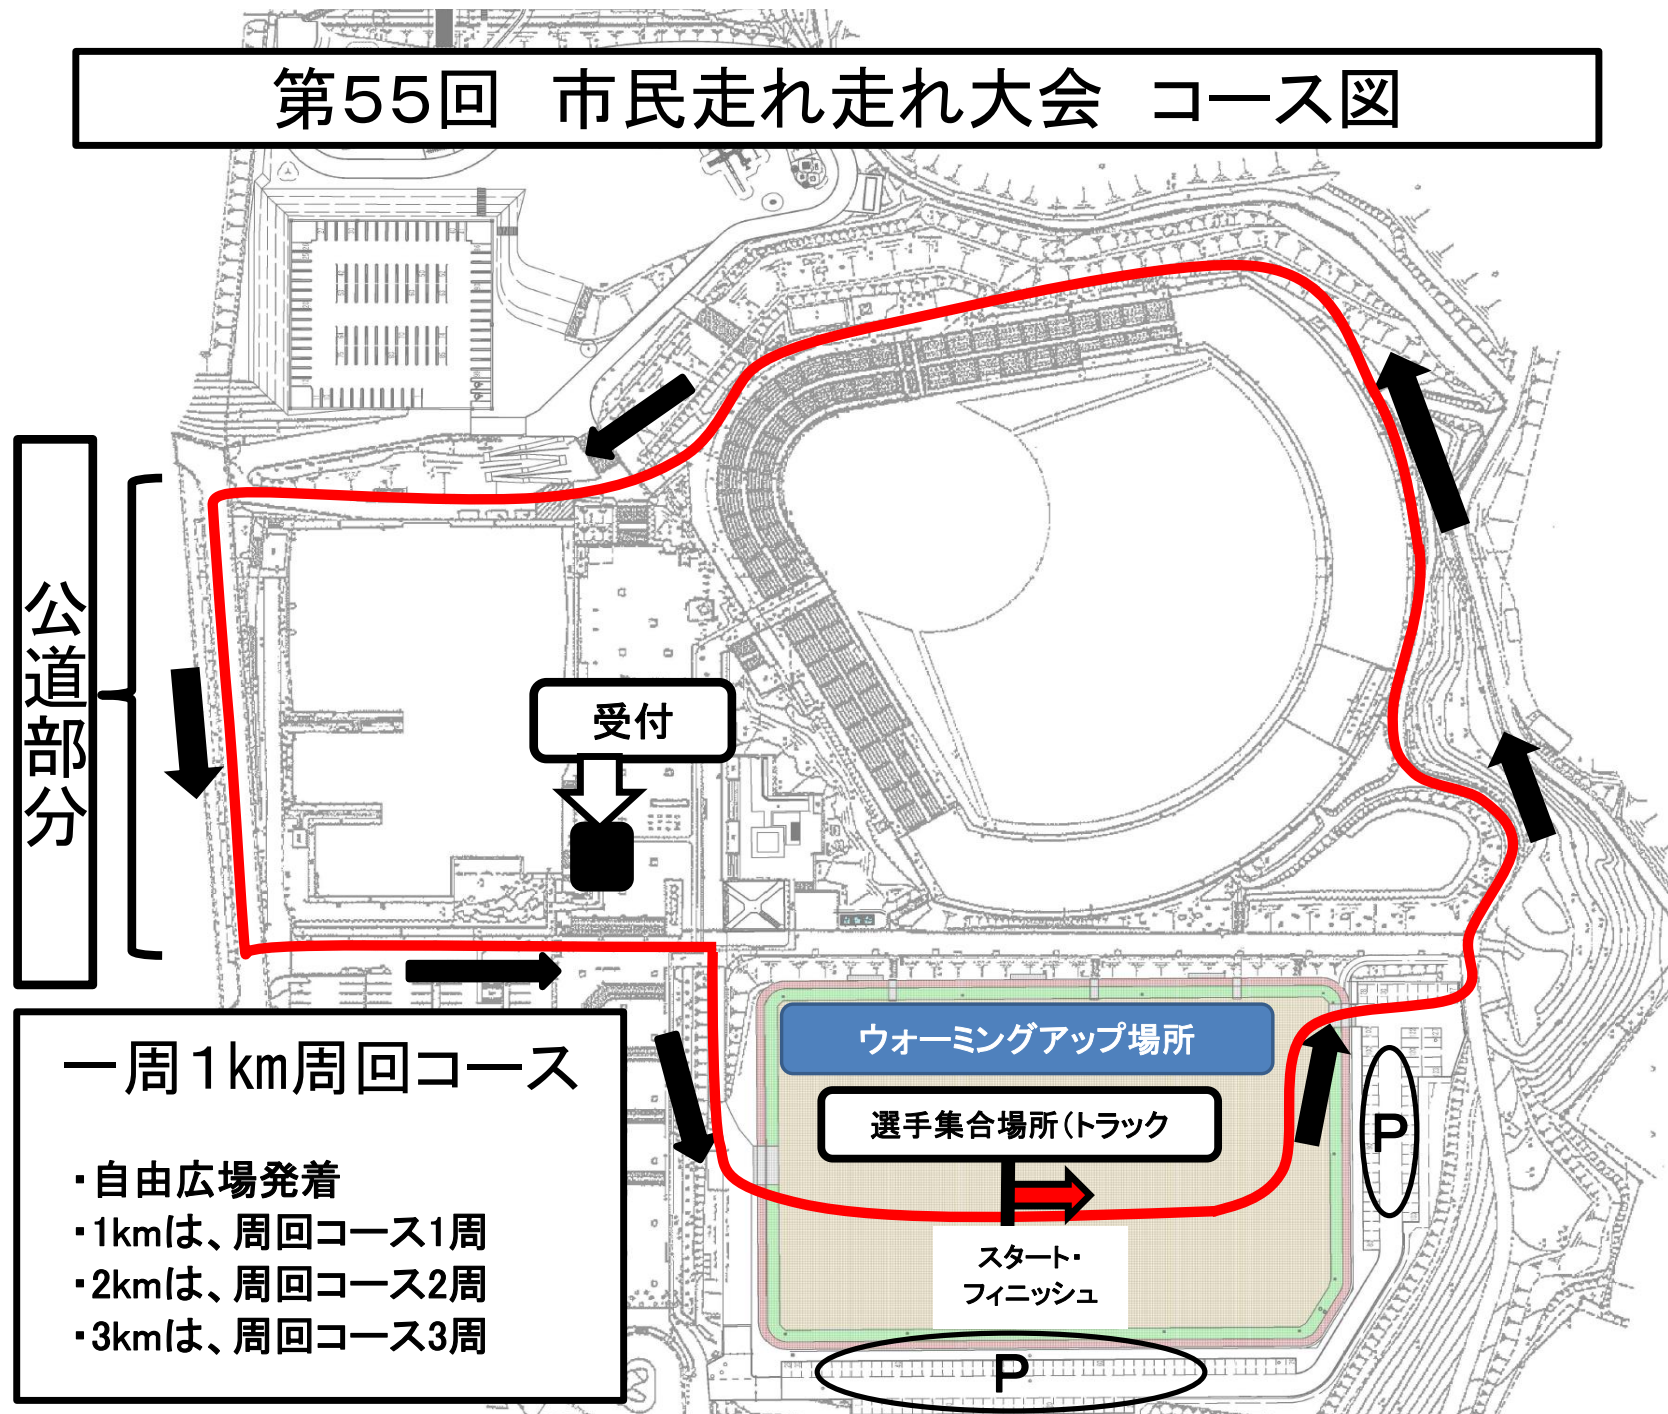 第５５回　市民走れ走れ大会　コース図
公道部分
受付
ウォーミングアップ場所
選手集合場所（トラック
スタート・
フィニッシュ
P
P
一周１km周回コース
・自由広場発着
・1kmは、周回コース1周
・2kmは、周回コース2周
・3kmは、周回コース3周